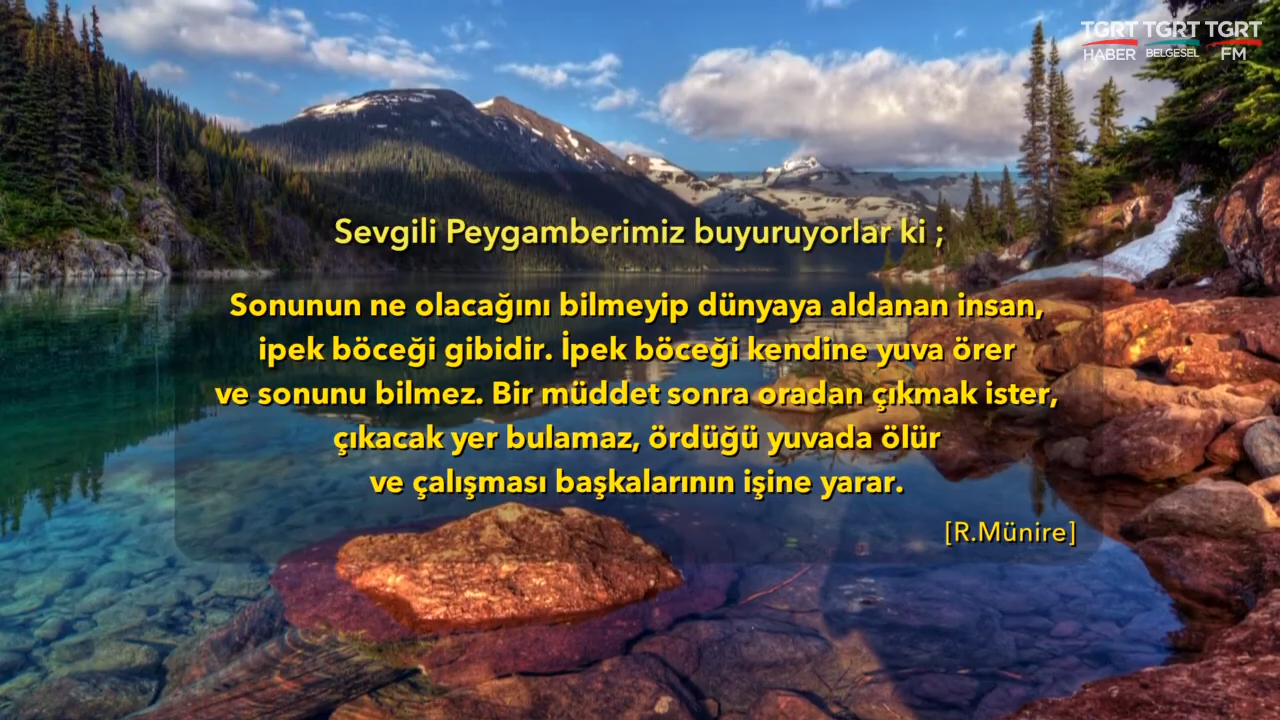 TGRT HABER TGRT BELGESEL TGRT FM
Sevgili Peygamberimiz buyuruyorlar ki ;
Sonunun ne olacağını bilmeyip dünyaya aldanan insan,
ipek böceği gibidir. İpek böceği kendine yuva örer
ve sonunu bilmez. Bir müddet sonra oradan çıkmak ister,
çıkacak yer bulamaz, ördüğü yuvada ölür
ve çalışması başkalarının işine yarar.
[R.Münire]